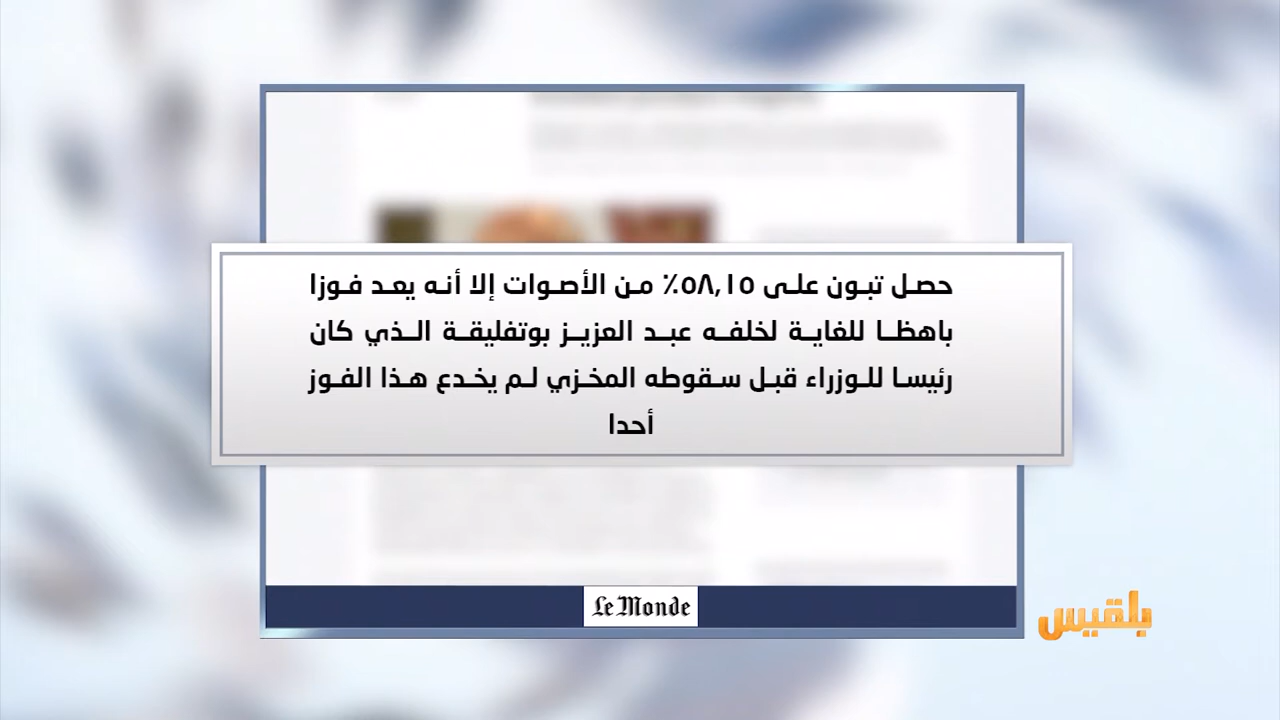 حصل تبون على ٥٨,١٥٪ من الأصوات إلا أنه يعد فوزا
باهظا للغاية لخلفه عبد العزيز بوتفليقة الذي كان
رئيسا للوزراء قبل سقوطه المخزي لم يخدع هذا الفوز
أحدا
Le Monde
بلقيس